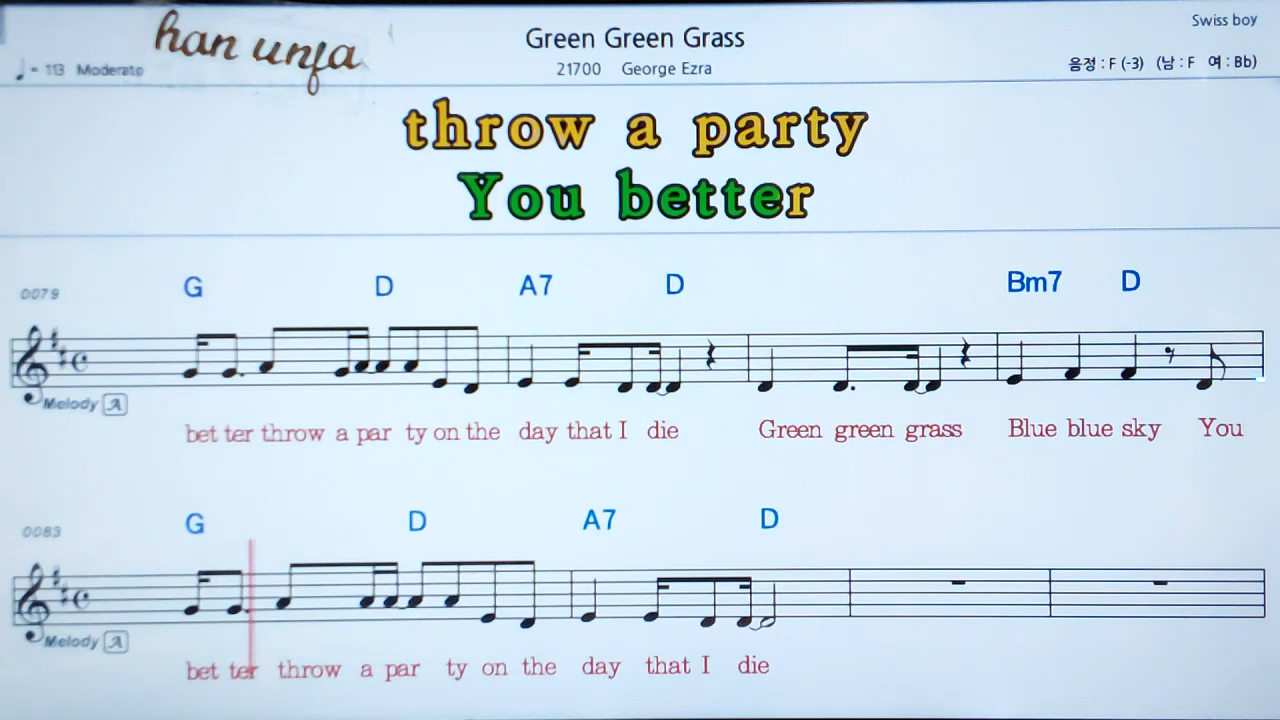 Swiss boy
han unja
Green Green Grass
♩= 113 Moderato
21700 George Ezra
음정 : F (-3) (남 : F 여 : Bb)
throw a party
You better
0079
G D A7 D Bm7 D
Melody A
bet ter throw a par ty on the day that I die Green green grass Blue blue sky You
0083
G D A7 D
Melody A
bet ter throw a par ty on the day that I die